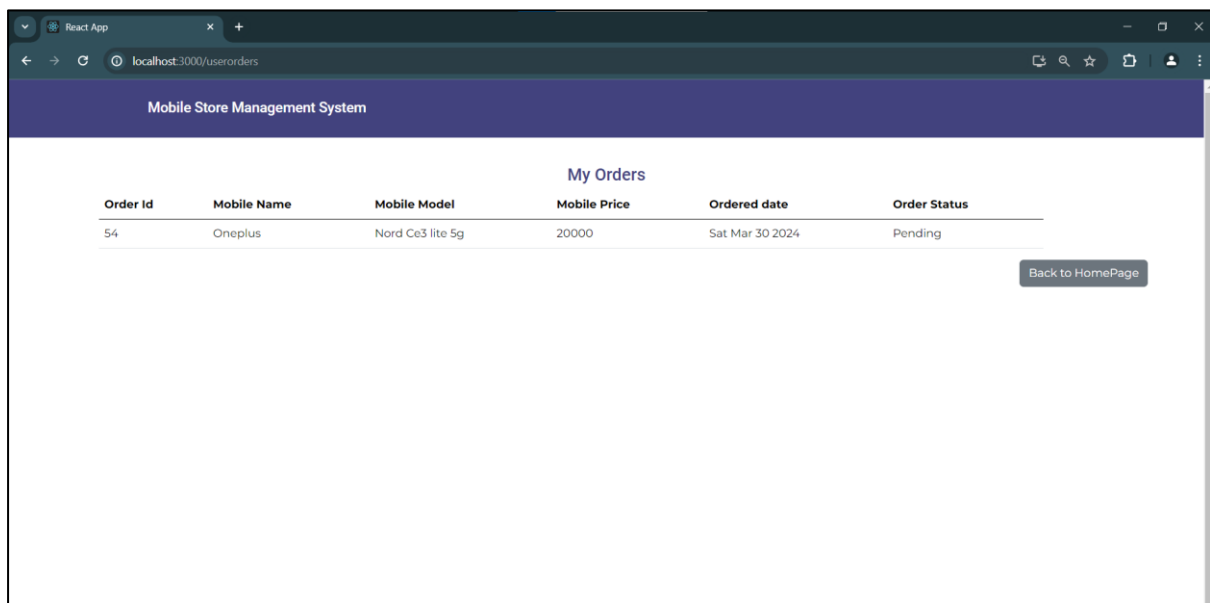 React App
localhost:3000/userorders
Mobile Store Management System
My Orders
Order Id Mobile Name Mobile Model Mobile Price Ordered date Order Status
54 Oneplus Nord Ce3 lite 5g 20000 Sat Mar 30 2024 Pending
Back to HomePage